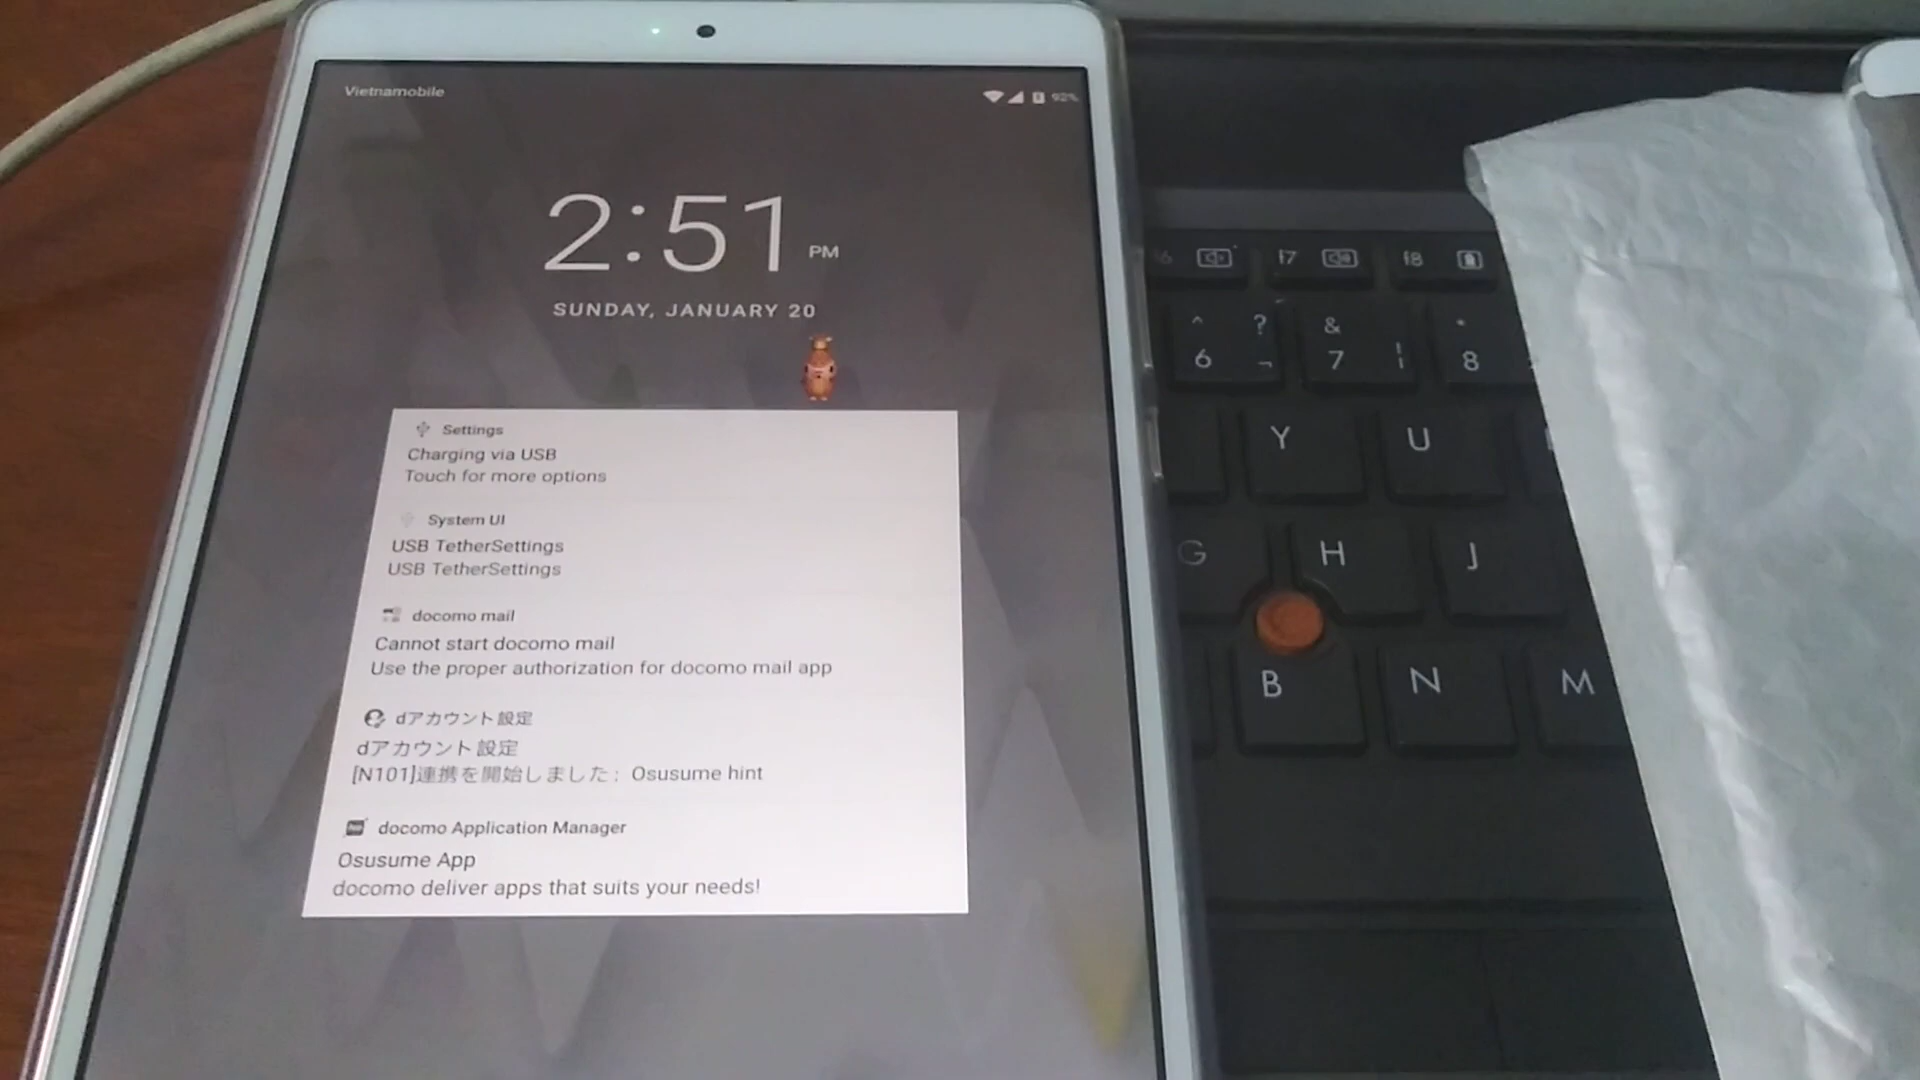 Vietnamobile
92%
2:51 PM
SUNDAY, JANUARY 20
Settings
Charging via USB
Touch for more options
System UI
USB TetherSettings
USB TetherSettings
docomo mail
Cannot start docomo mail
Use the proper authorization for docomo mail app
dアカウント設定
dアカウント設定
[N101]連携を開始しました: Osusume hint
docomo Application Manager
Osusume App
docomo deliver apps that suits your needs!
f6 f7 f8
^ ? & *
6 ¬ 7 ¦ 8
Y U
G H J
B N M